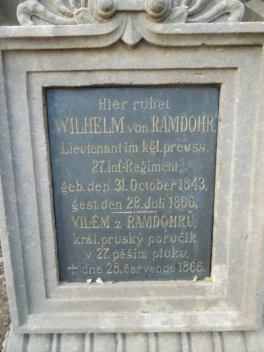 Hier ruhet
WILHELM von RAMDOHR,
Lieutenant im kgl. preuss.
27. Inf-Regiment,
geb. den 31. October 1843,
gest. den 28. Juli 1866.
VILÉM z RAMDOHRŮ,
král. pruský poručík
v 27. pěším pluku,
† dne 28. července 1866.